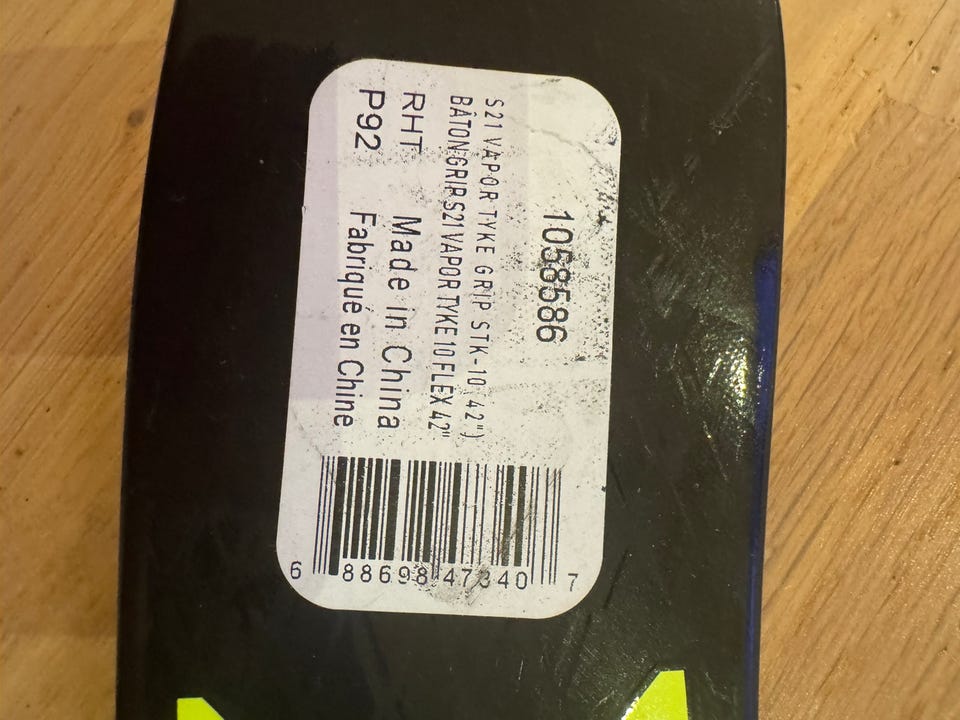 1058586
S21 VAPOR TYKE GRIP STK-10 (42")
BÂTON GRIP S21 VAPOR TYKE 10 FLEX 42"
RHT Made in China
P92 Fabriqué en Chine
6 88698 47340 7